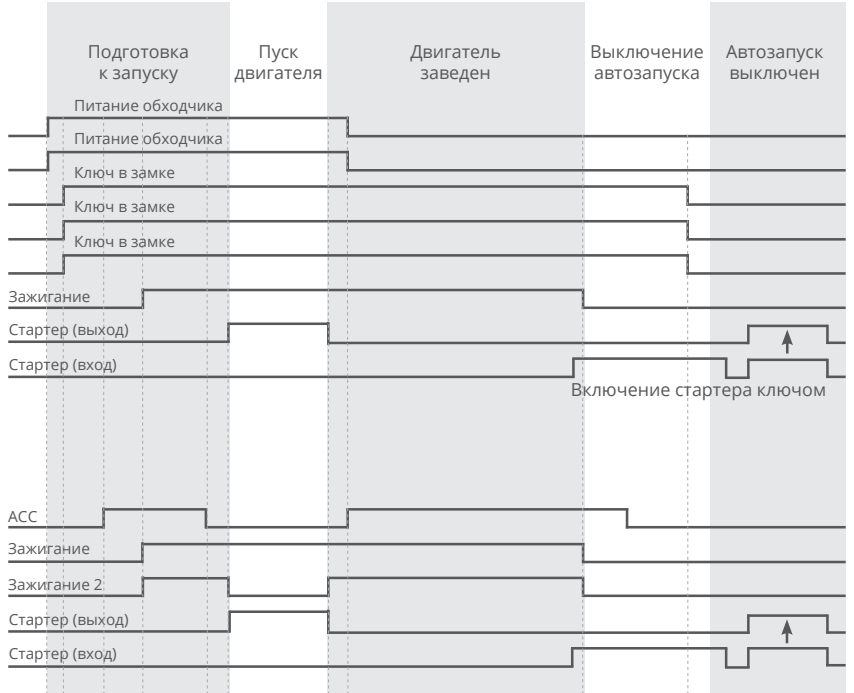 Подготовка
к запуску
Пуск
двигателя
Двигатель
заведен
Выключение
автозапуска
Автозапуск
выключен
Питание обходчика
Питание обходчика
Ключ в замке
Ключ в замке
Ключ в замке
Зажигание
Стартер (выход)
Стартер (вход)
Включение стартера ключом
ACC
Зажигание
Зажигание 2
Стартер (выход)
Стартер (вход)